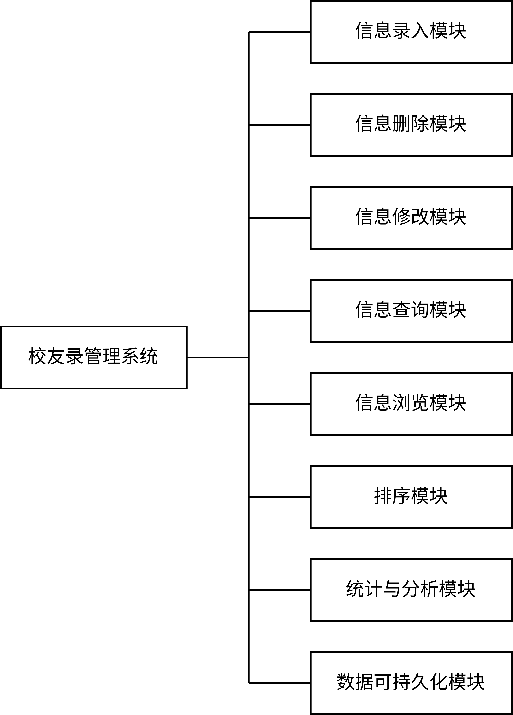 信息录入模块
信息删除模块
信息修改模块
信息查询模块
校友录管理系统
信息浏览模块
排序模块
统计与分析模块
数据可持久化模块